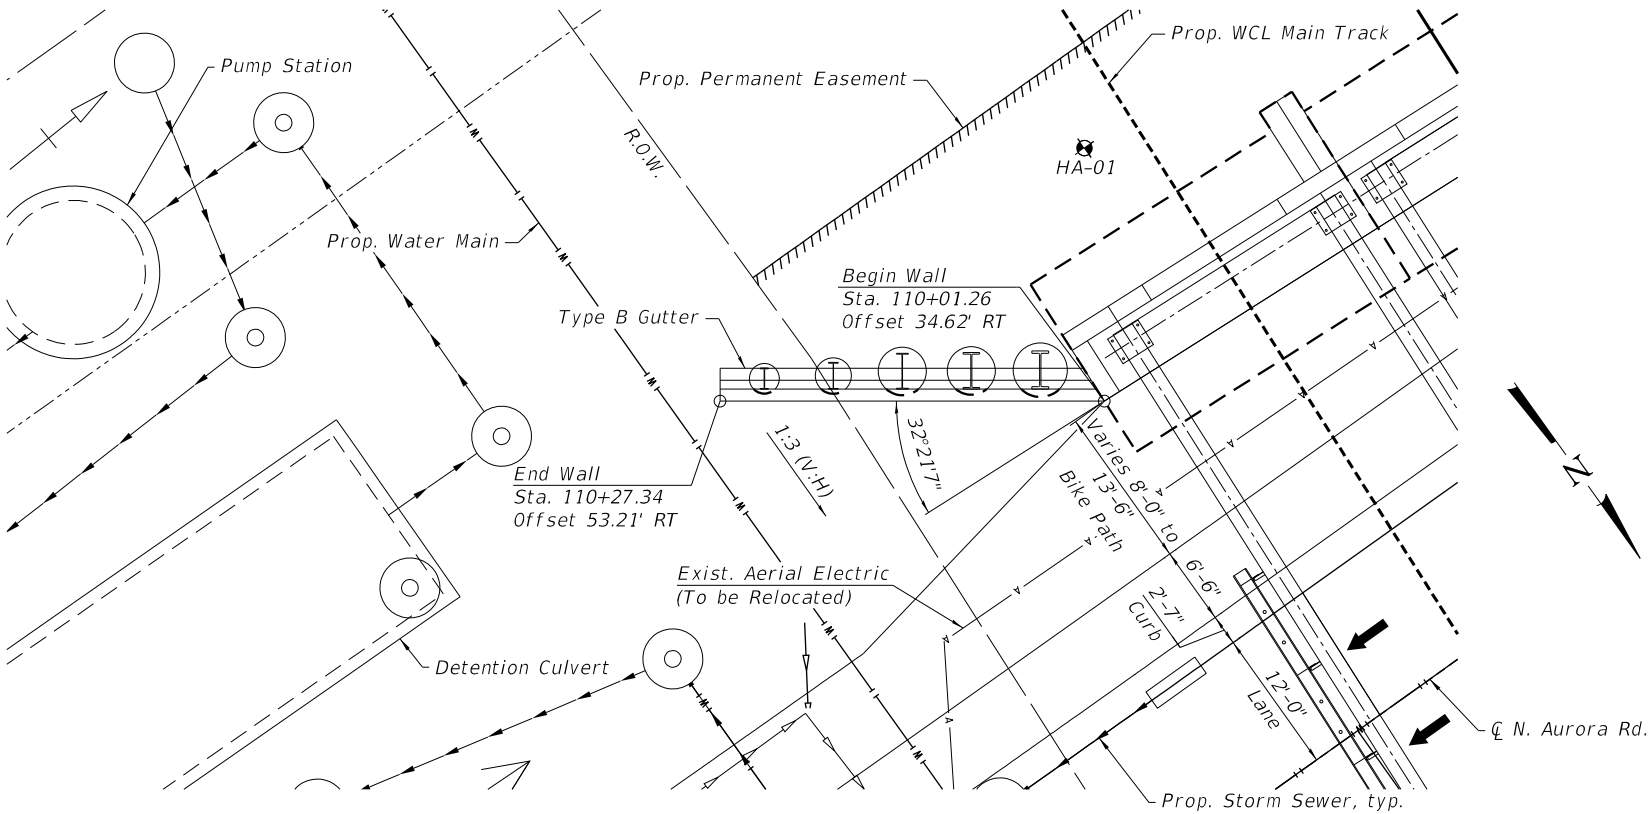 Prop. WCL Main Track
Pump Station
Prop. Permanent Easement
R.O.W.
HA-01
Prop. Water Main
Begin Wall
Sta. 110+01.26
Offset 34.62' RT
Type B Gutter
32°21'7"
1:3 (V:H)
End Wall
Sta. 110+27.34
Offset 53.21' RT
Varies 8'-0" to
13'-6"
Bike Path
6'-6"
2'-7"
Curb
12'-0"
Lane
Exist. Aerial Electric
(To be Relocated)
Detention Culvert
N
℄ N. Aurora Rd.
Prop. Storm Sewer, typ.
W
W
W
W
W
W
W
W
A
A
A
A
A
A
A
A